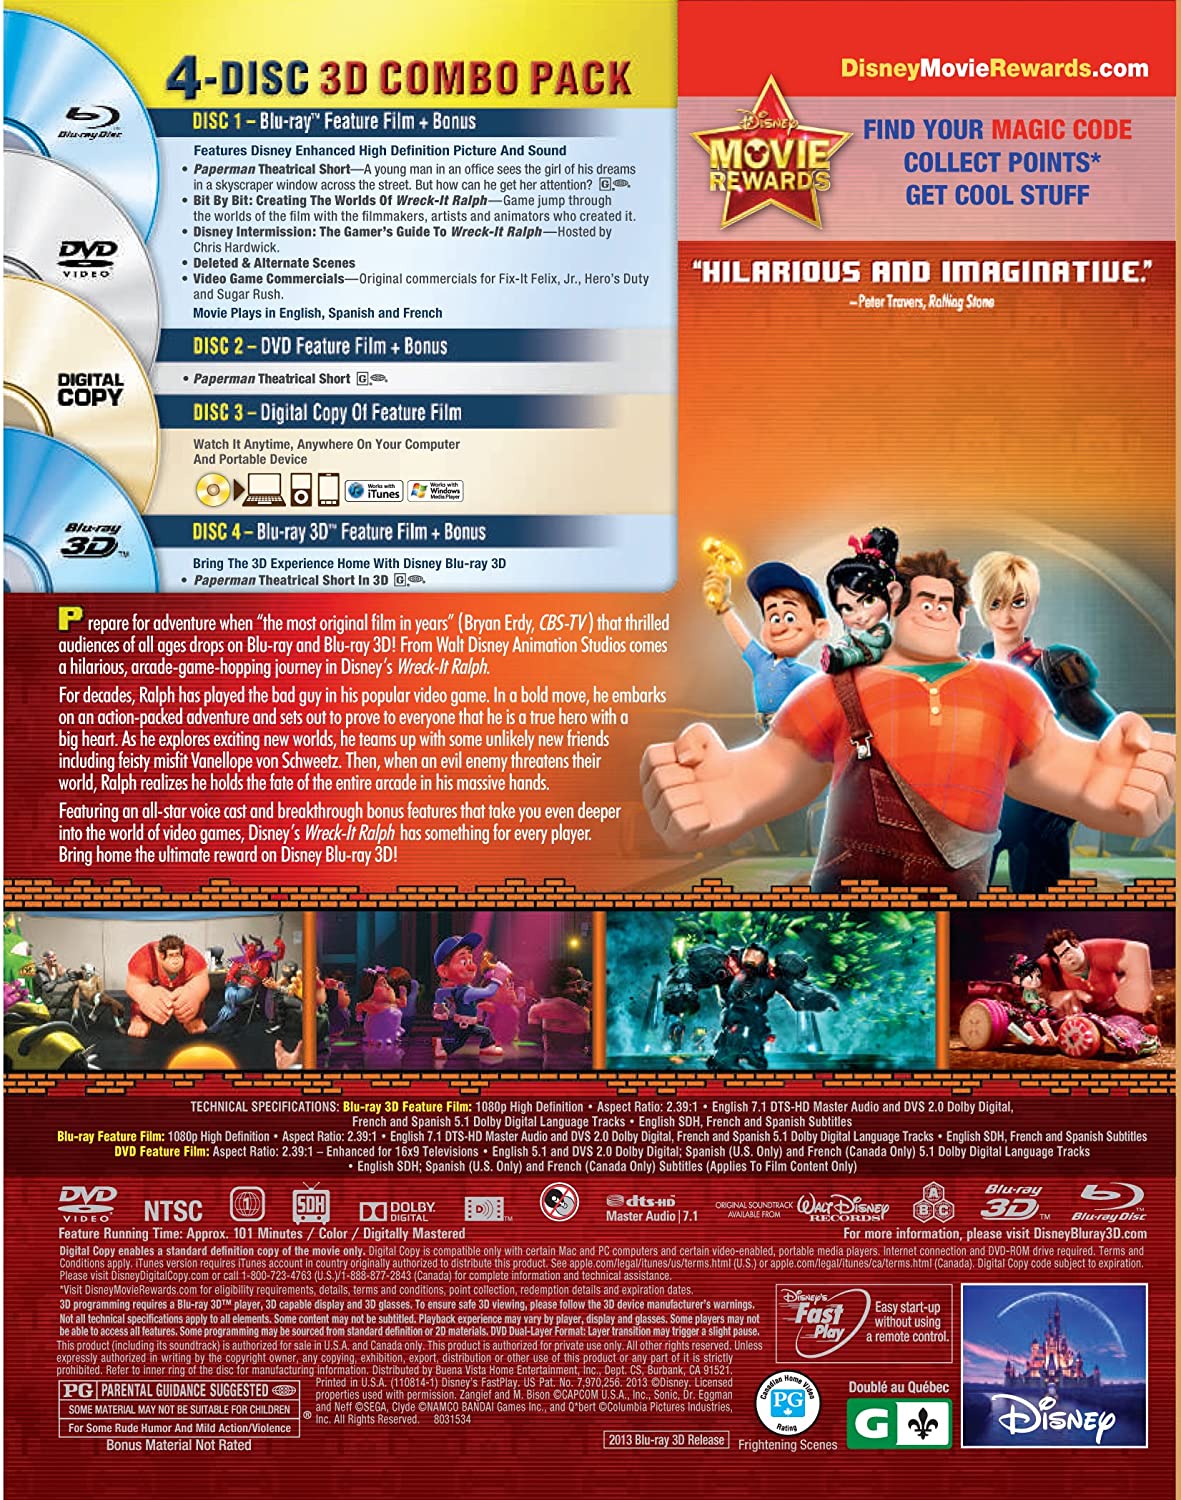 4-DISC 3D COMBO PACK
DISC 1 – Blu-ray™ Feature Film + Bonus
Features Disney Enhanced High Definition Picture And Sound
• Paperman Theatrical Short—A young man in an office sees the girl of his dreams
in a skyscraper window across the street. But how can he get her attention? G
• Bit By Bit: Creating The Worlds Of Wreck-It Ralph—Game jump through
the worlds of the film with the filmmakers, artists and animators who created it.
• Disney Intermission: The Gamer's Guide To Wreck-It Ralph—Hosted by
Chris Hardwick.
• Deleted & Alternate Scenes
• Video Game Commercials—Original commercials for Fix-It Felix, Jr., Hero's Duty
and Sugar Rush.
Movie Plays in English, Spanish and French
DISC 2 – DVD Feature Film + Bonus
• Paperman Theatrical Short G
DISC 3 – Digital Copy Of Feature Film
Watch It Anytime, Anywhere On Your Computer
And Portable Device
Works with
iTunes
Works with
Windows
Media Player
DISC 4 – Blu-ray 3D™ Feature Film + Bonus
Bring The 3D Experience Home With Disney Blu-ray 3D
• Paperman Theatrical Short In 3D G
Blu-ray Disc
DVD
VIDEO
DIGITAL
COPY
Blu-ray
3D™
DisneyMovieRewards.com
Disney
MOVIE
REWARDS
FIND YOUR MAGIC CODE
COLLECT POINTS*
GET COOL STUFF
"HILARIOUS AND IMAGINATIVE."
–Peter Travers, Rolling Stone
Prepare for adventure when "the most original film in years" (Bryan Erdy, CBS-TV) that thrilled
audiences of all ages drops on Blu-ray and Blu-ray 3D! From Walt Disney Animation Studios comes
a hilarious, arcade-game-hopping journey in Disney's Wreck-It Ralph.
For decades, Ralph has played the bad guy in his popular video game. In a bold move, he embarks
on an action-packed adventure and sets out to prove to everyone that he is a true hero with a
big heart. As he explores exciting new worlds, he teams up with some unlikely new friends
including feisty misfit Vanellope von Schweetz. Then, when an evil enemy threatens their
world, Ralph realizes he holds the fate of the entire arcade in his massive hands.
Featuring an all-star voice cast and breakthrough bonus features that take you even deeper
into the world of video games, Disney's Wreck-It Ralph has something for every player.
Bring home the ultimate reward on Disney Blu-ray 3D!
TECHNICAL SPECIFICATIONS: Blu-ray 3D Feature Film: 1080p High Definition • Aspect Ratio: 2.39:1 • English 7.1 DTS-HD Master Audio and DVS 2.0 Dolby Digital,
French and Spanish 5.1 Dolby Digital Language Tracks • English SDH, French and Spanish Subtitles
Blu-ray Feature Film: 1080p High Definition • Aspect Ratio: 2.39:1 • English 7.1 DTS-HD Master Audio and DVS 2.0 Dolby Digital, French and Spanish 5.1 Dolby Digital Language Tracks • English SDH, French and Spanish Subtitles
DVD Feature Film: Aspect Ratio: 2.39:1 – Enhanced for 16x9 Televisions • English 5.1 and DVS 2.0 Dolby Digital; Spanish (U.S. Only) and French (Canada Only) 5.1 Dolby Digital Language Tracks
• English SDH; Spanish (U.S. Only) and French (Canada Only) Subtitles (Applies To Film Content Only)
DVD
VIDEO
NTSC
1
SDH
DOLBY
DIGITAL
D
dts-HD
Master Audio | 7.1
ORIGINAL SOUNDTRACK
AVAILABLE FROM
WALT DISNEY
RECORDS
A
B C
Blu-ray
3D™
Blu-ray Disc
Feature Running Time: Approx. 101 Minutes / Color / Digitally Mastered
For more information, please visit DisneyBluray3D.com
Digital Copy enables a standard definition copy of the movie only. Digital Copy is compatible only with certain Mac and PC computers and certain video-enabled, portable media players. Internet connection and DVD-ROM drive required. Terms and
Conditions apply. iTunes version requires iTunes account in country originally authorized to distribute this product. See apple.com/legal/itunes/us/terms.html (U.S.) or apple.com/legal/itunes/ca/terms.html (Canada). Digital Copy code subject to expiration.
Please visit DisneyDigitalCopy.com or call 1-800-723-4763 (U.S.)/1-888-877-2843 (Canada) for complete information and technical assistance.
*Visit DisneyMovieRewards.com for eligibility requirements, details, terms and conditions, point collection, redemption details and expiration dates.
3D programming requires a Blu-ray 3D™ player, 3D capable display and 3D glasses. To ensure safe 3D viewing, please follow the 3D device manufacturer's warnings.
Not all technical specifications apply to all elements. Some content may not be subtitled. Playback experience may vary by player, display and glasses. Some players may not
be able to access all features. Some programming may be sourced from standard definition or 2D materials. DVD Dual-Layer Format: Layer transition may trigger a slight pause.
This product (including its soundtrack) is authorized for sale in U.S.A. and Canada only. This product is authorized for private use only. All other rights reserved. Unless
expressly authorized in writing by the copyright owner, any copying, exhibition, export, distribution or other use of this product or any part of it is strictly
prohibited. Refer to inner ring of the disc for manufacturing information. Distributed by Buena Vista Home Entertainment, Inc., Dept. CS, Burbank, CA 91521.
Printed in U.S.A. (110814-1) Disney's FastPlay. US Pat. No. 7,970,256. 2013 ©Disney. Licensed
properties used with permission. Zangief and M. Bison ©CAPCOM U.S.A., Inc., Sonic, Dr. Eggman
and Neff ©SEGA, Clyde ©NAMCO BANDAI Games Inc., and Q*bert ©Columbia Pictures Industries,
Inc. All Rights Reserved. 8031534
PG PARENTAL GUIDANCE SUGGESTED
SOME MATERIAL MAY NOT BE SUITABLE FOR CHILDREN
For Some Rude Humor And Mild Action/Violence
®
Bonus Material Not Rated
2013 Blu-ray 3D Release
Disney's
Fast
Play
Easy start-up
without using
a remote control.
Canadian Home Video
PG
Rating
Frightening Scenes
Doublé au Québec
G
Disney